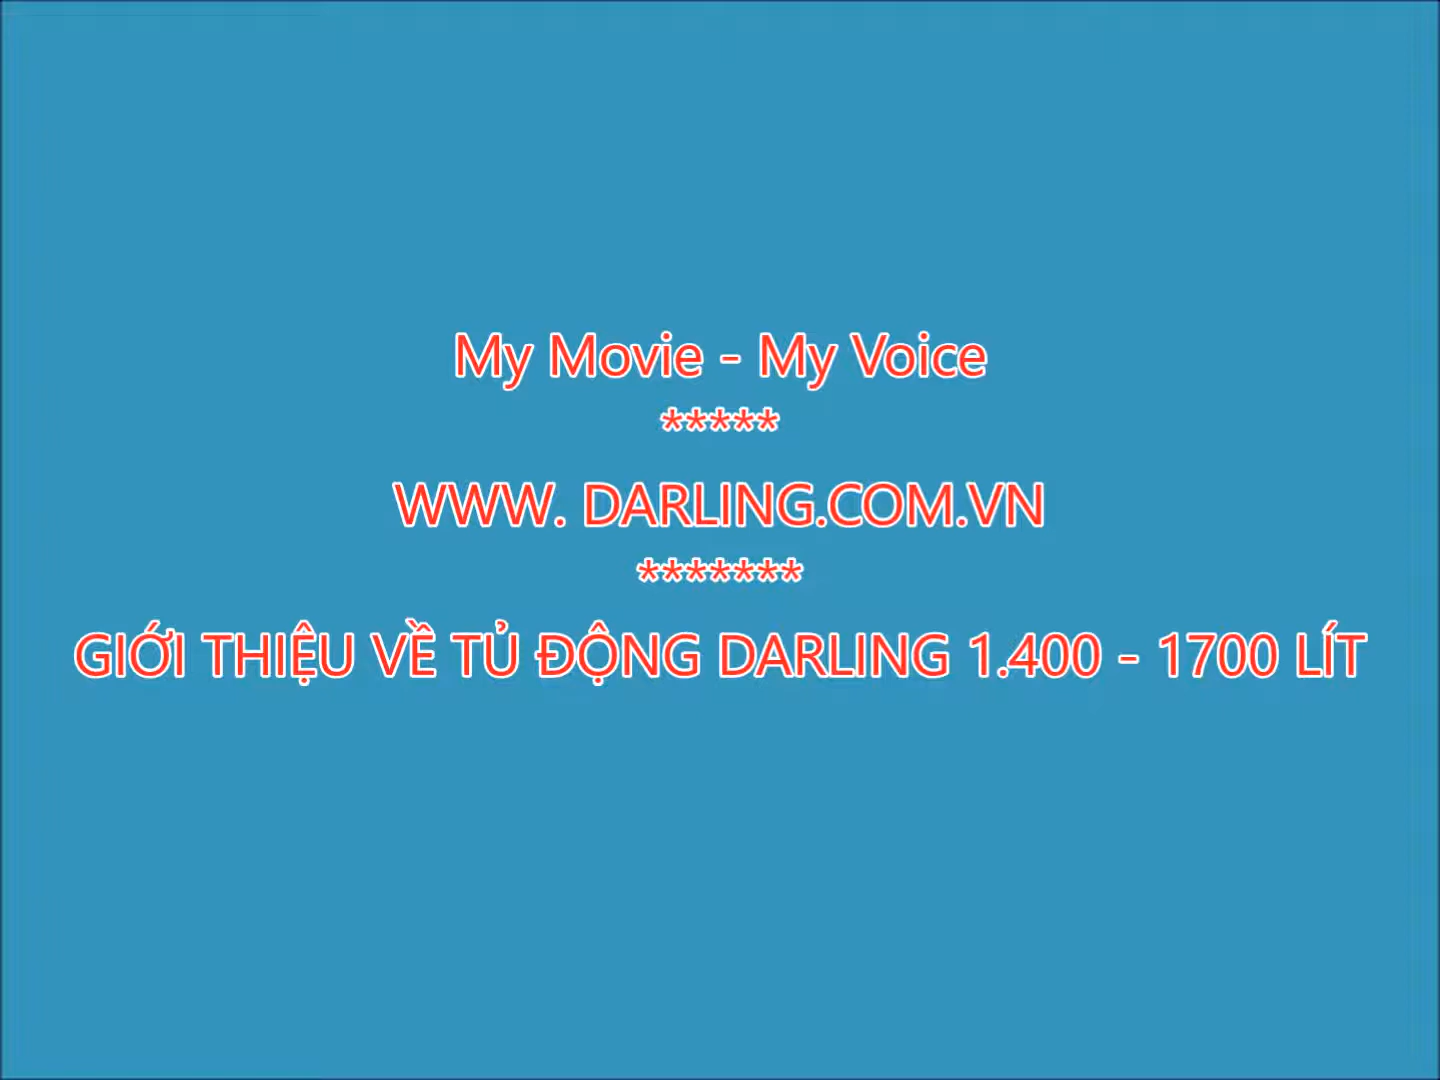 My Movie - My Voice
*****
WWW. DARLING.COM.VN
*******
GIỚI THIỆU VỀ TỦ ĐỘNG DARLING 1.400 - 1700 LÍT